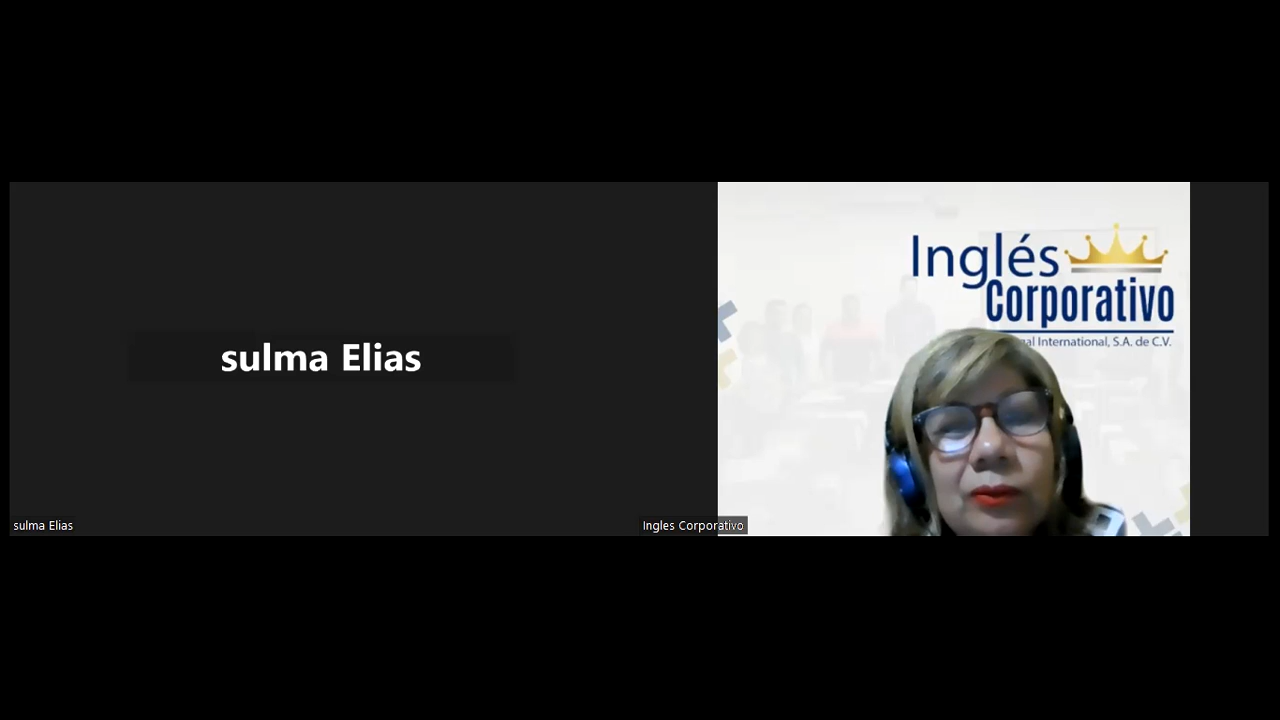 sulma Elias
sulma Elias
Inglés
Corporativo
International, S.A. de C.V.
Ingles Corporativo